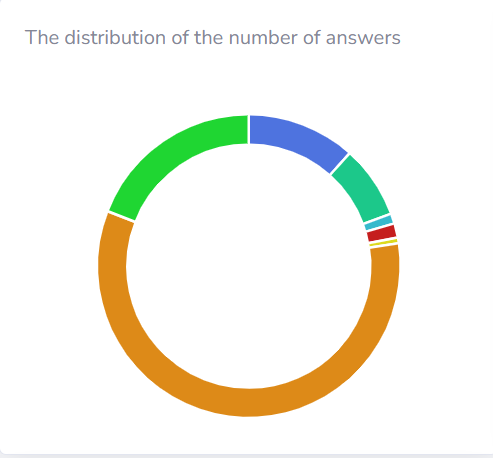 The distribution of the number of answers